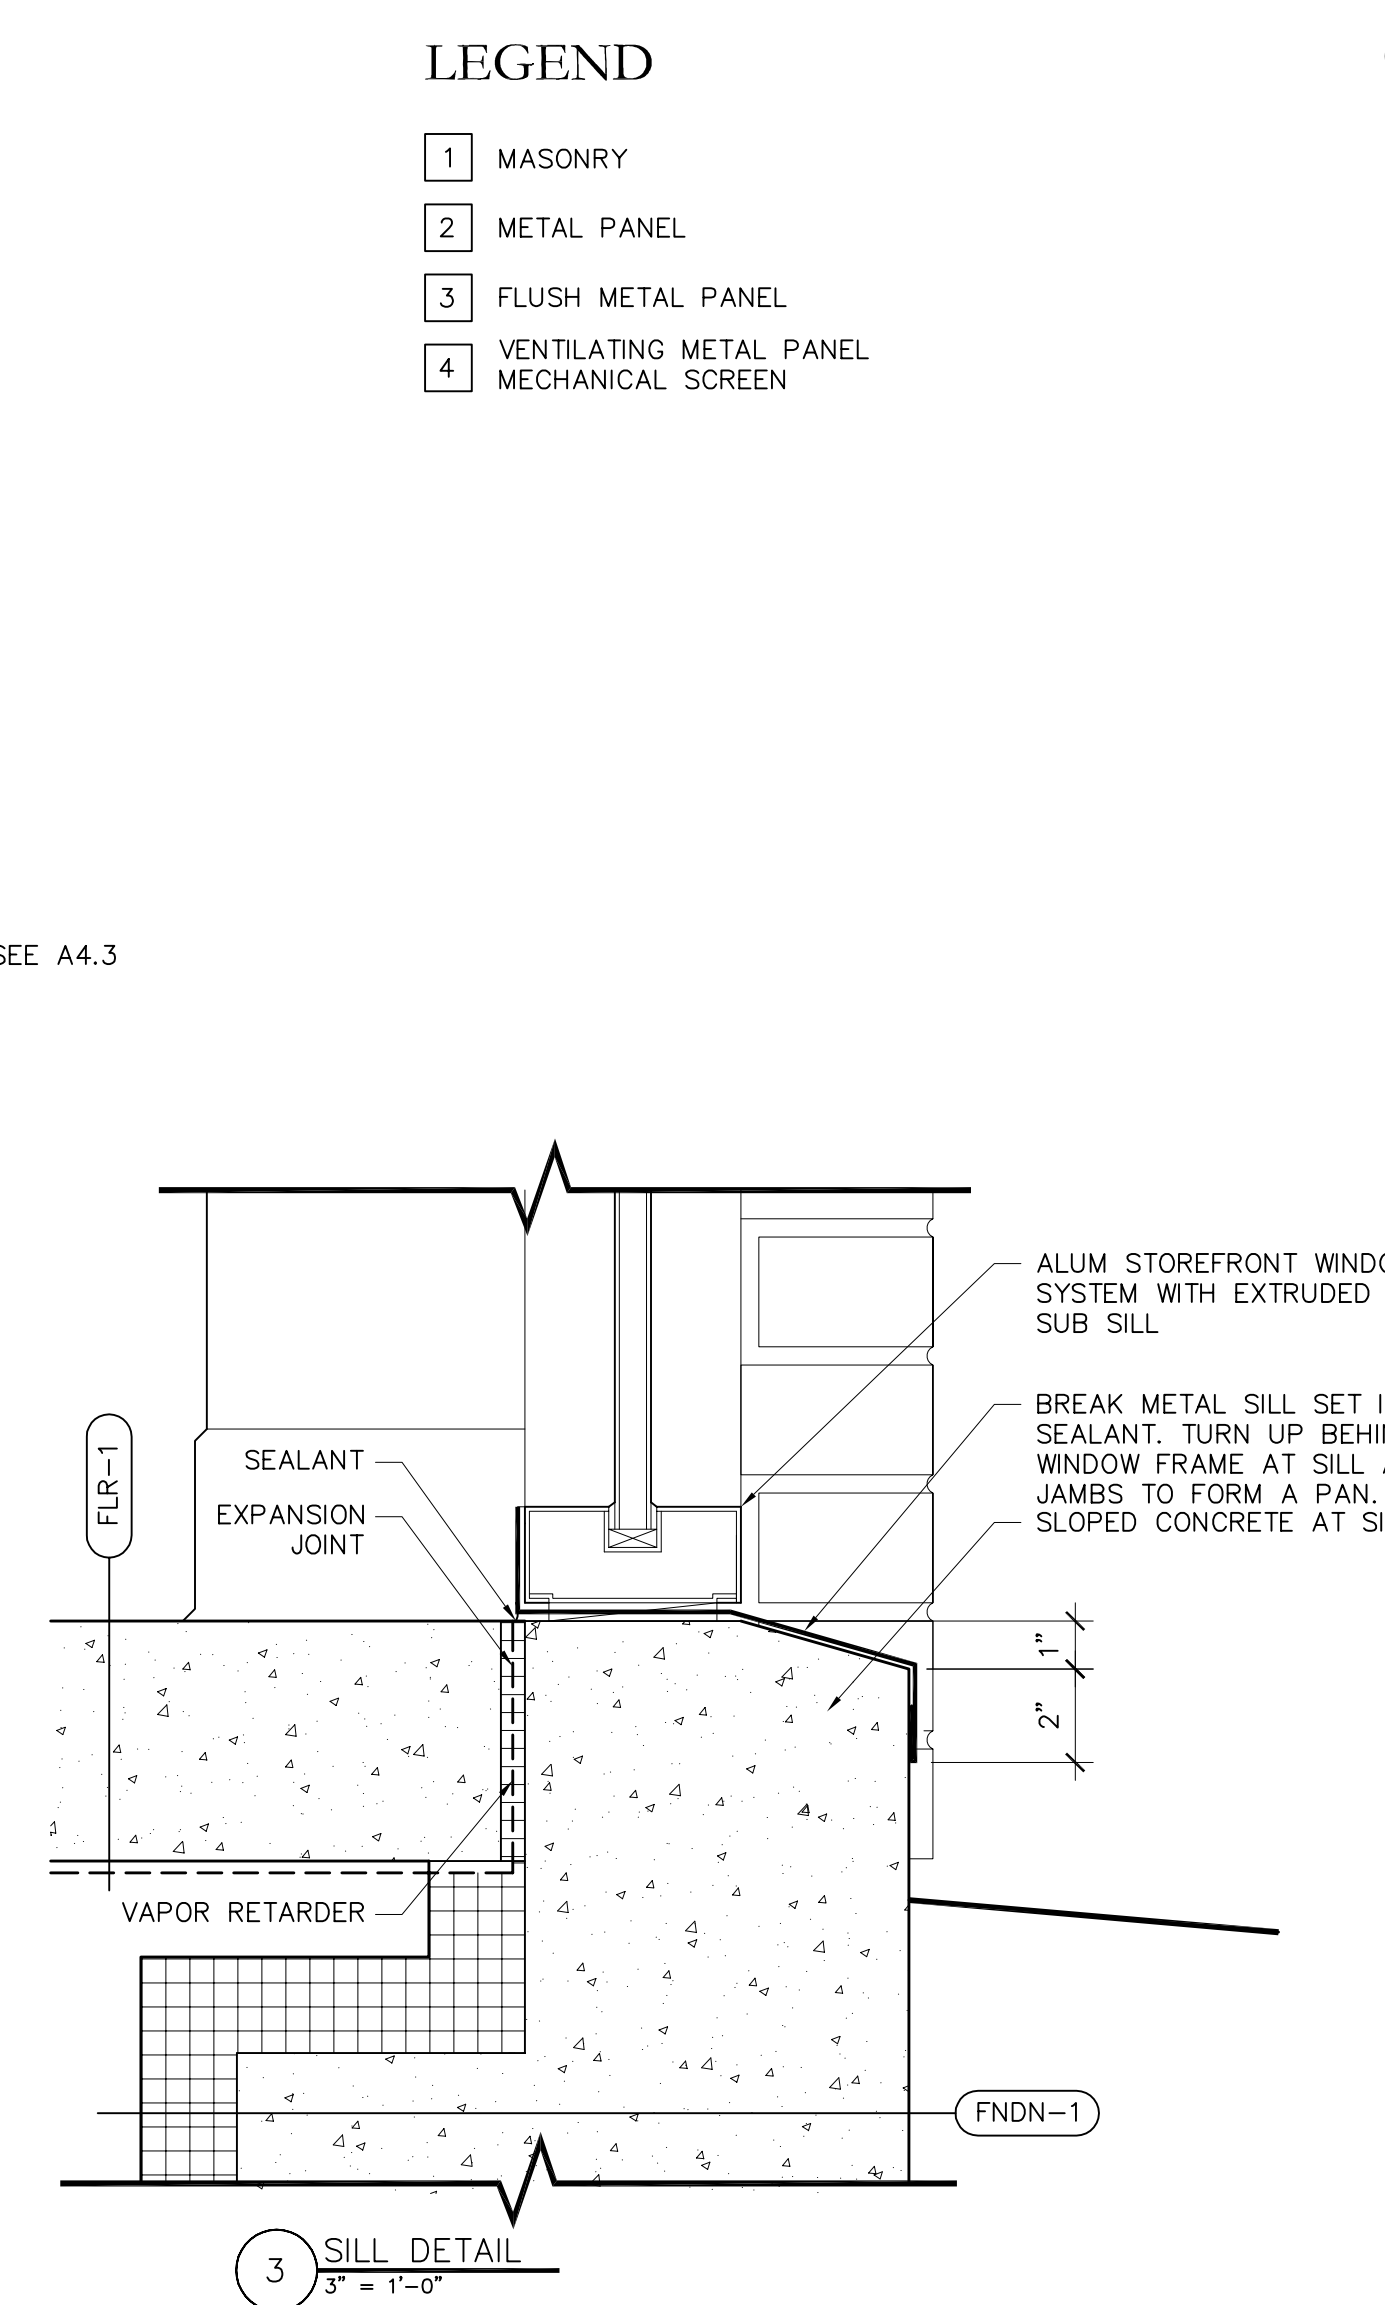 LEGEND
1 MASONRY
2 METAL PANEL
3 FLUSH METAL PANEL
4 VENTILATING METAL PANEL
MECHANICAL SCREEN
SEE A4.3
ALUM STOREFRONT
SYSTEM WITH EXTRUDED
SUB SILL
BREAK METAL SILL SET
SEALANT. TURN UP
WINDOW FRAME AT SILL
JAMBS TO FORM A PAN.
SLOPED CONCRETE AT
FLR-1
SEALANT
EXPANSION
JOINT
1"
2"
VAPOR RETARDER
FNDN-1
3 SILL DETAIL
3" = 1'-0"